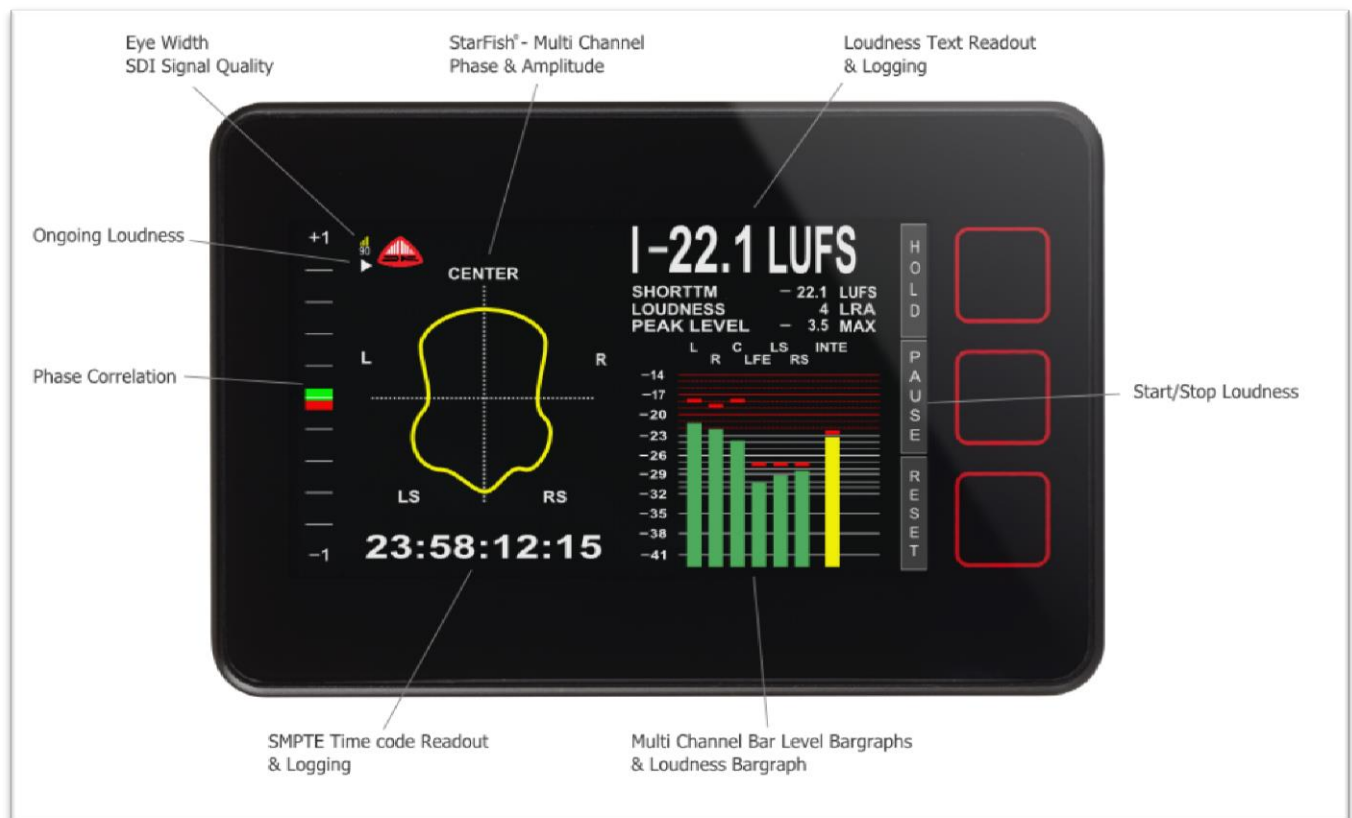 Eye Width
SDI Signal Quality
StarFish®- Multi Channel
Phase & Amplitude
Loudness Text Readout
& Logging
Ongoing Loudness
Phase Correlation
Start/Stop Loudness
+1
90
CENTER
L
R
LS
RS
-1
23:58:12:15
I-22.1 LUFS
SHORTTM - 22.1 LUFS
LOUDNESS 4 LRA
PEAK LEVEL - 3.5 MAX
L R C LFE LS RS INTE
-14
-17
-20
-23
-26
-29
-32
-35
-38
-41
HOLD
PAUSE
RESET
SMPTE Time code Readout
& Logging
Multi Channel Bar Level Bargraphs
& Loudness Bargraph